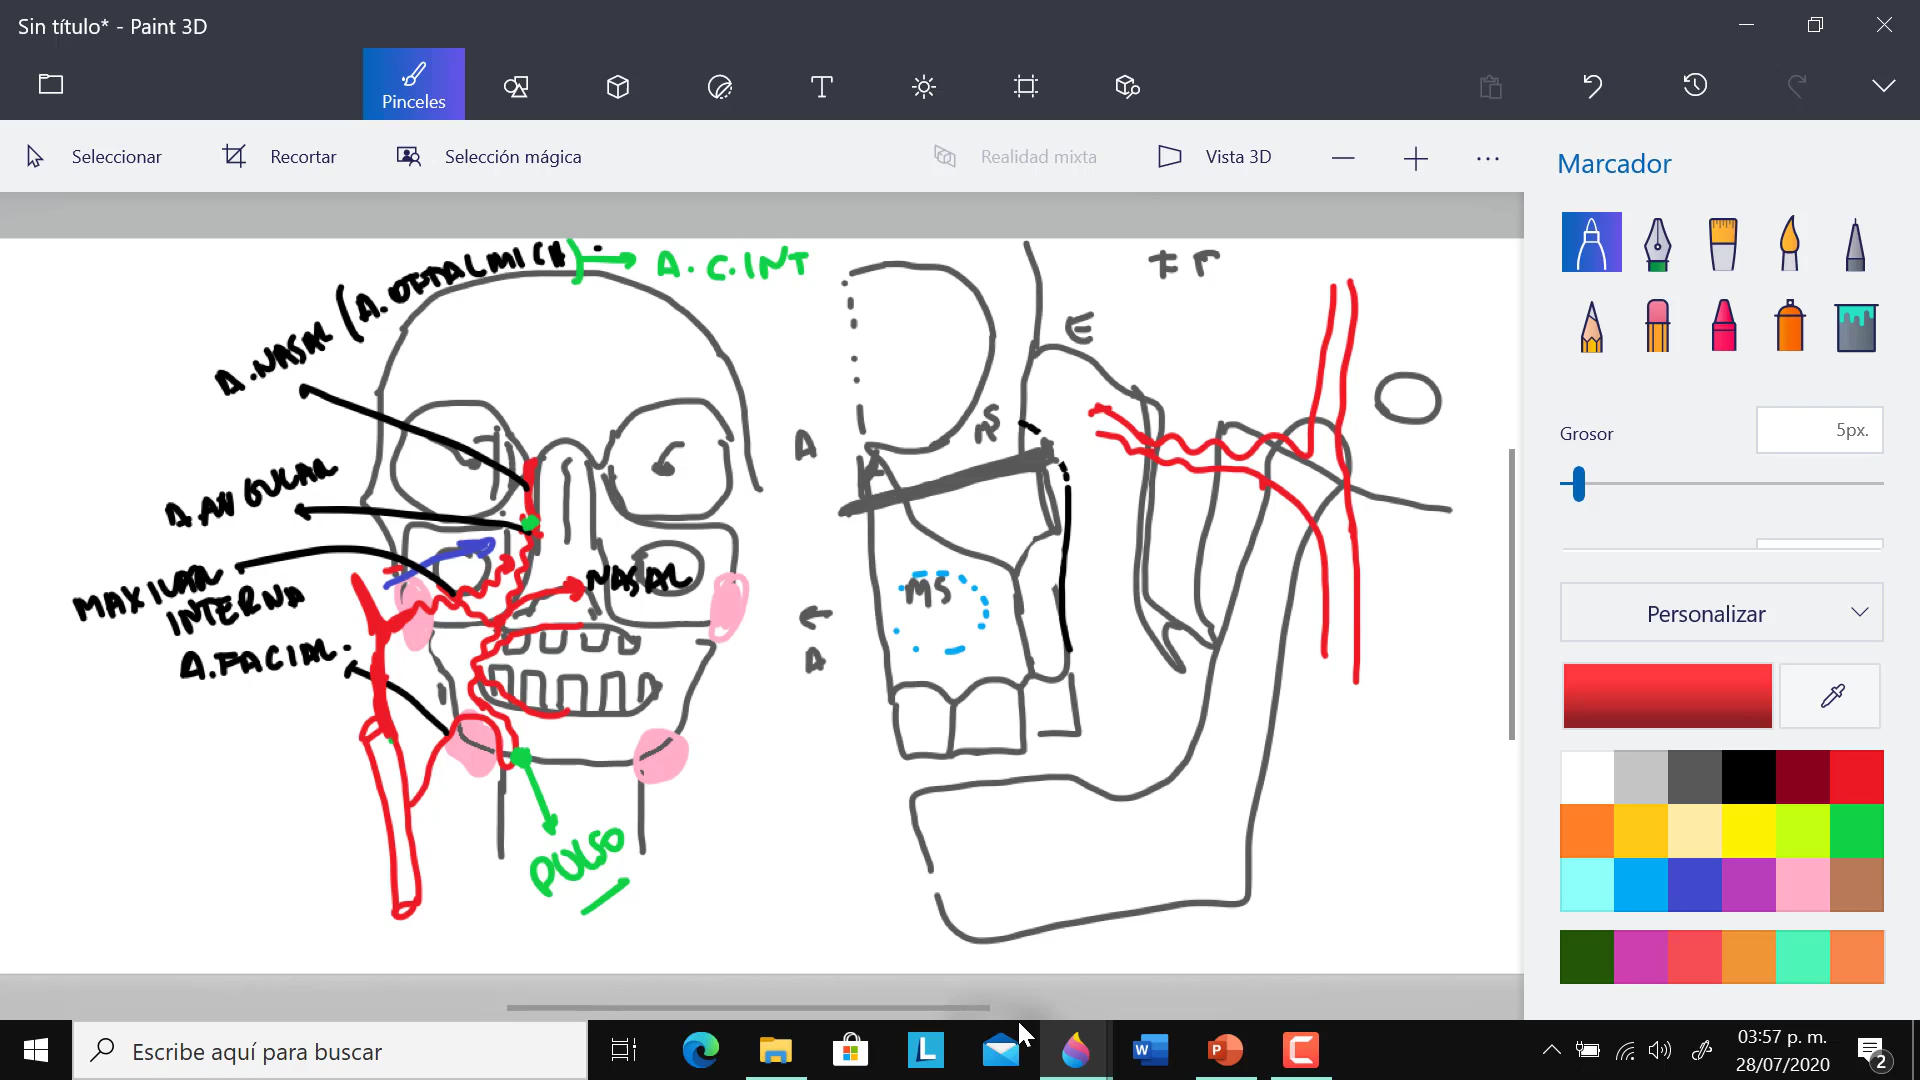 Sin título* - Paint 3D
Pinceles
Seleccionar
Recortar
Selección mágica
Realidad mixta
Vista 3D
Marcador
Grosor
5px.
Personalizar
A.NASAL (A.OFTALMICA)
A.C.INT
A.ANGULAR
MAXILAR
INTERNA
A.FACIAL.
NASAL
PULSO
A
MS
A
E
Escribe aquí para buscar
03:57 p. m.
28/07/2020
2